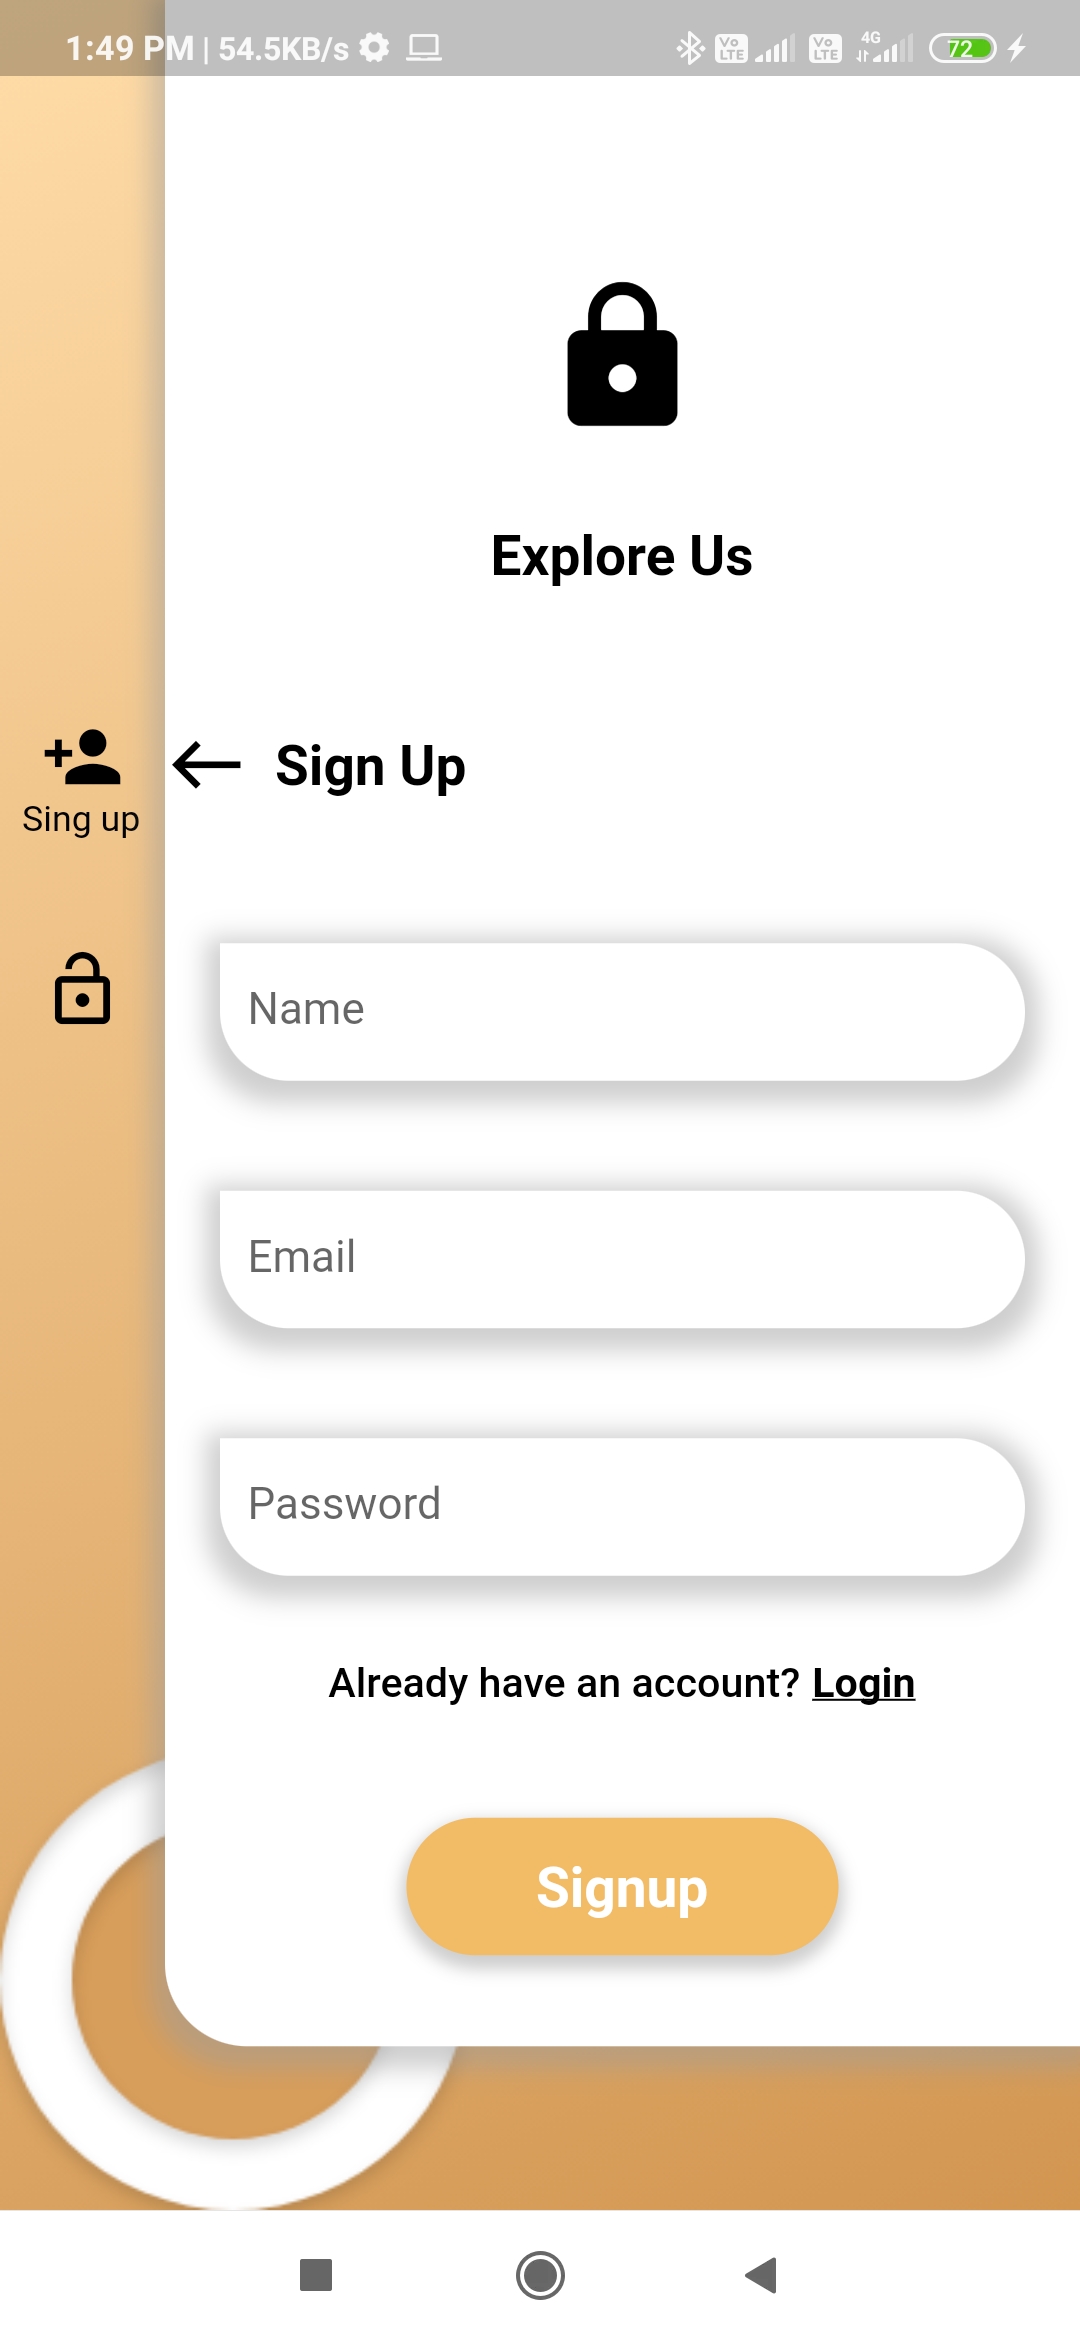 1:49 PM | 54.5KB/s Vo LTE Vo LTE 4G 72
Explore Us
Sign Up
Sing up
Name
Email
Password
Already have an account? Login
Signup